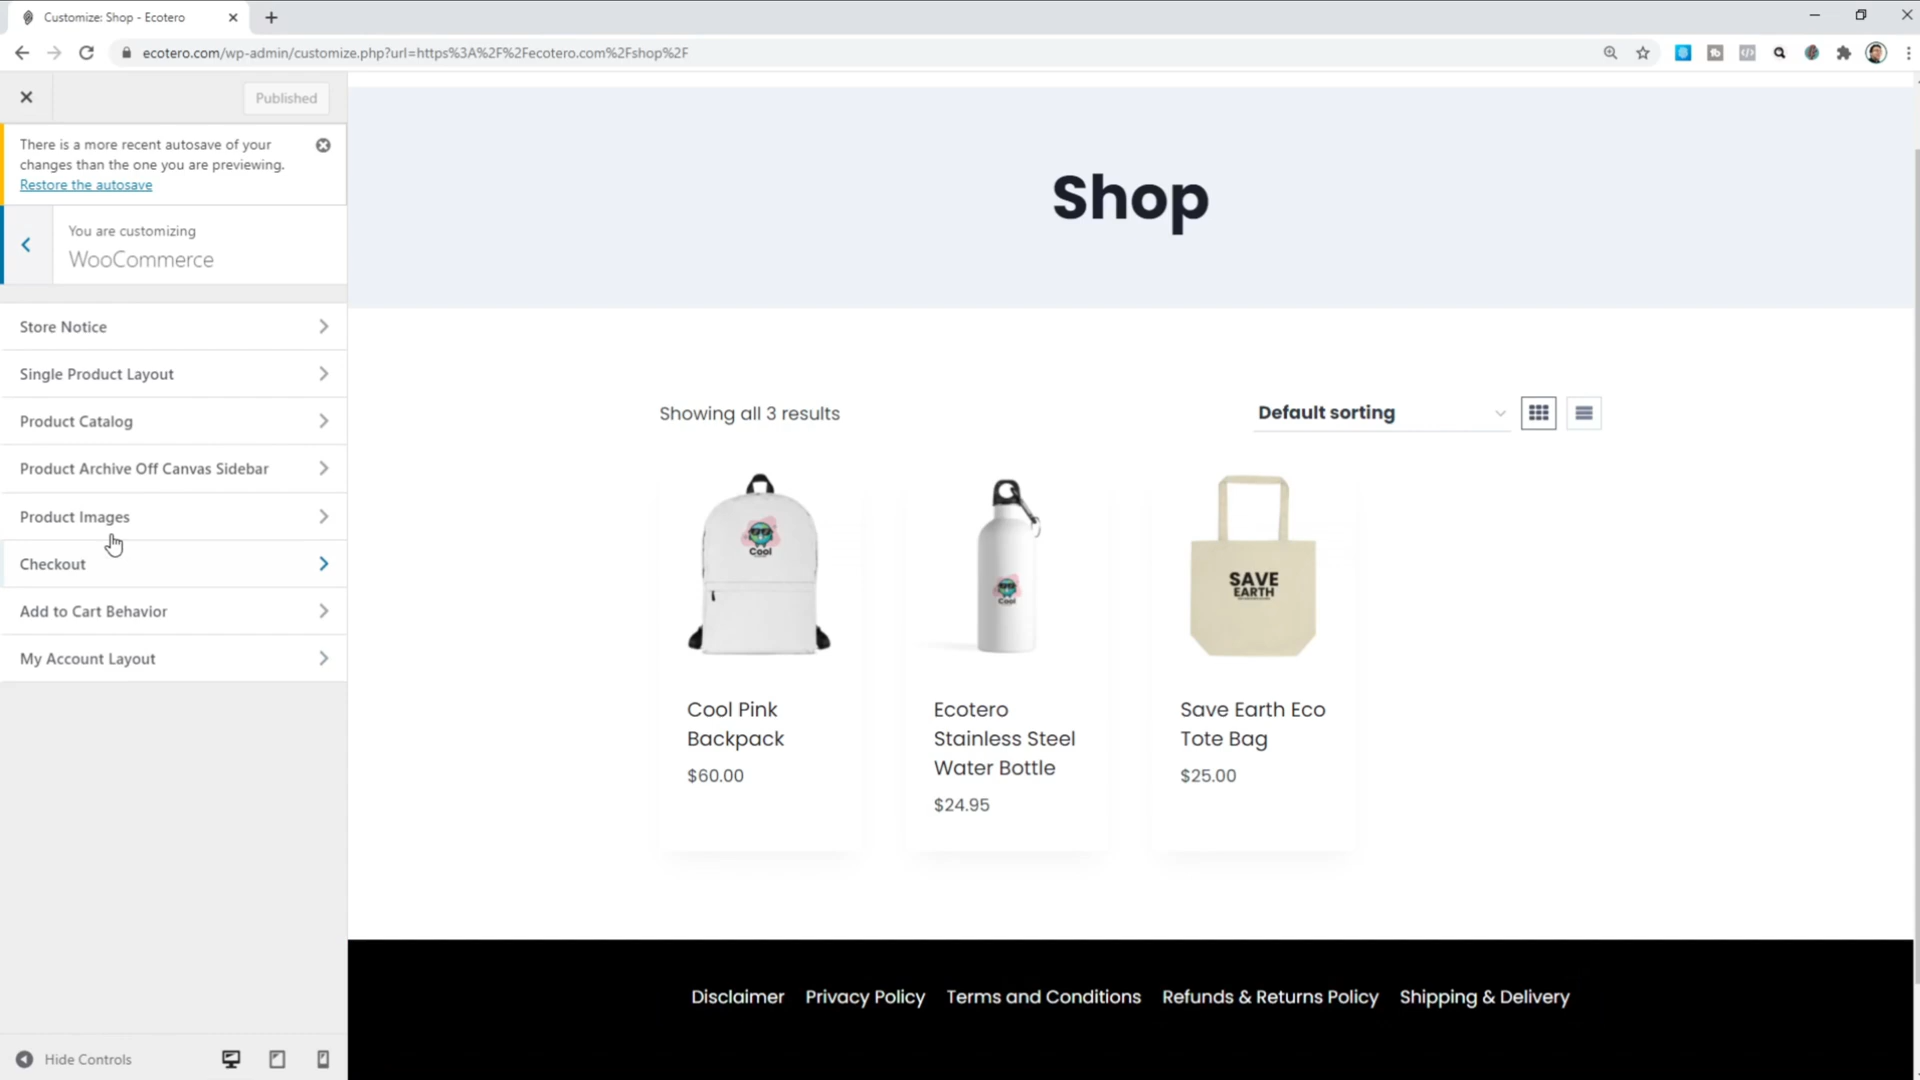 Customize: Shop - Ecotero
ecotero.com/wp-admin/customize.php?url=https%3A%2F%2Fecotero.com%2Fshop%2F
Published
There is a more recent autosave of your
changes than the one you are previewing.
Restore the autosave
You are customizing
WooCommerce
Store Notice
Single Product Layout
Product Catalog
Product Archive Off Canvas Sidebar
Product Images
Checkout
Add to Cart Behavior
My Account Layout
Hide Controls
Shop
Showing all 3 results
Default sorting
Cool
Cool
SAVE
EARTH
Cool Pink
Backpack
$60.00
Ecotero
Stainless Steel
Water Bottle
$24.95
Save Earth Eco
Tote Bag
$25.00
Disclaimer Privacy Policy Terms and Conditions Refunds & Returns Policy Shipping & Delivery